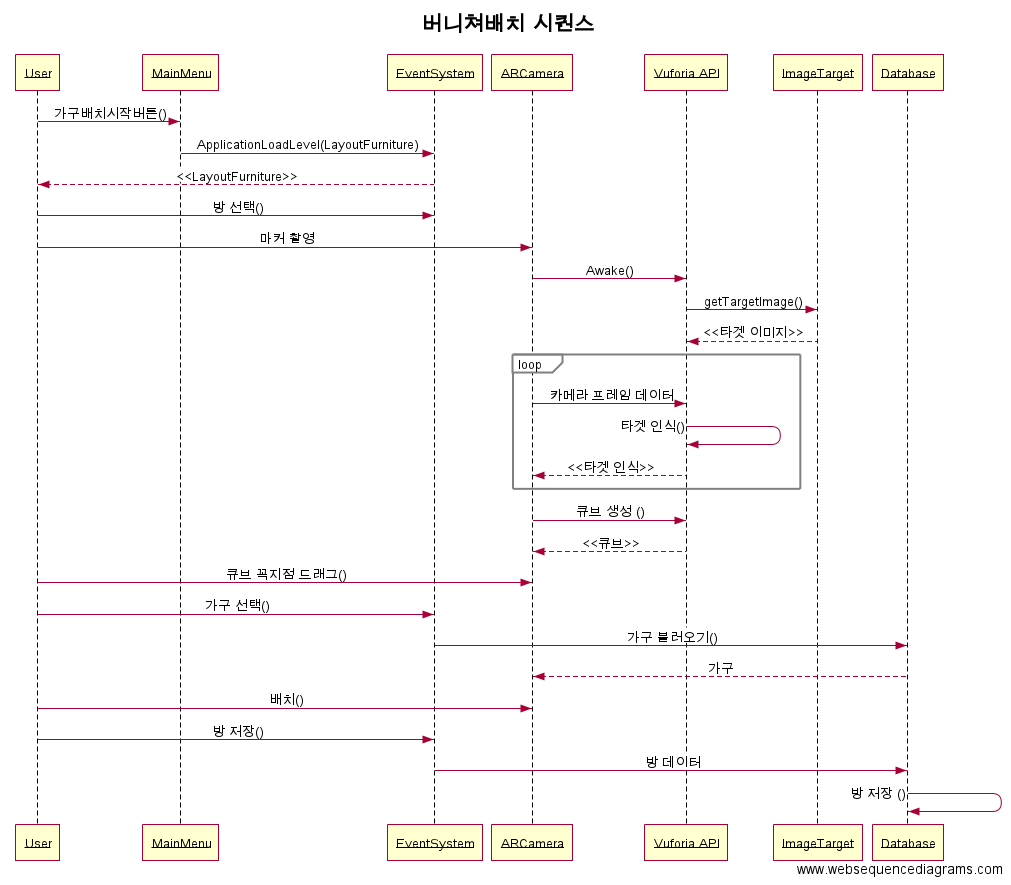 버니쳐배치 시퀀스
User
MainMenu
EventSystem
ARCamera
Vuforia API
ImageTarget
Database
가구배치시작버튼()
ApplicationLoadLevel(LayoutFurniture)
<<LayoutFurniture>>
방 선택()
마커 촬영
Awake()
getTargetImage()
<<타겟 이미지>>
loop
카메라 프레임 데이터
타겟 인식()
<<타겟 인식>>
큐브 생성 ()
<<큐브>>
큐브 꼭지점 드래그()
가구 선택()
가구 불러오기()
가구
배치()
방 저장()
방 데이터
방 저장 ()
User
MainMenu
EventSystem
ARCamera
Vuforia API
ImageTarget
Database
www.websequencediagrams.com